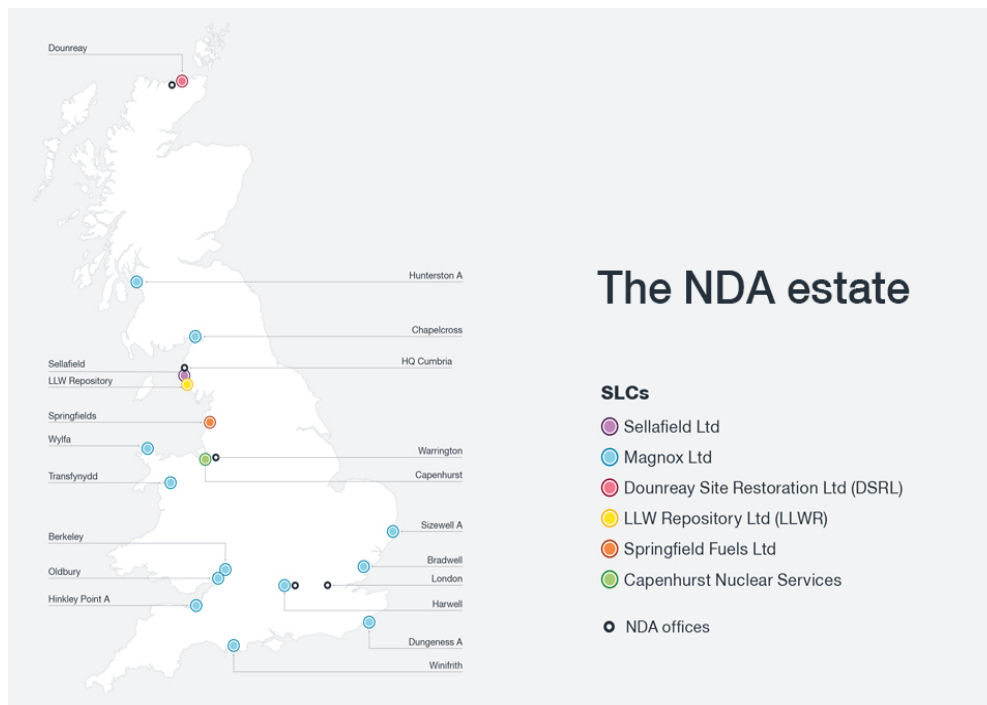 Dounreay
Hunterston A
Chapelcross
HQ Cumbria
Sellafield
LLW Repository
Springfields
Wylfa
Warrington
Transfynydd
Capenhurst
Sizewell A
Berkeley
Bradwell
Oldbury
London
Hinkley Point A
Harwell
Dungeness A
Winifrith
The NDA estate
SLCs
Sellafield Ltd
Magnox Ltd
Dounreay Site Restoration Ltd (DSRL)
LLW Repository Ltd (LLWR)
Springfield Fuels Ltd
Capenhurst Nuclear Services
NDA offices